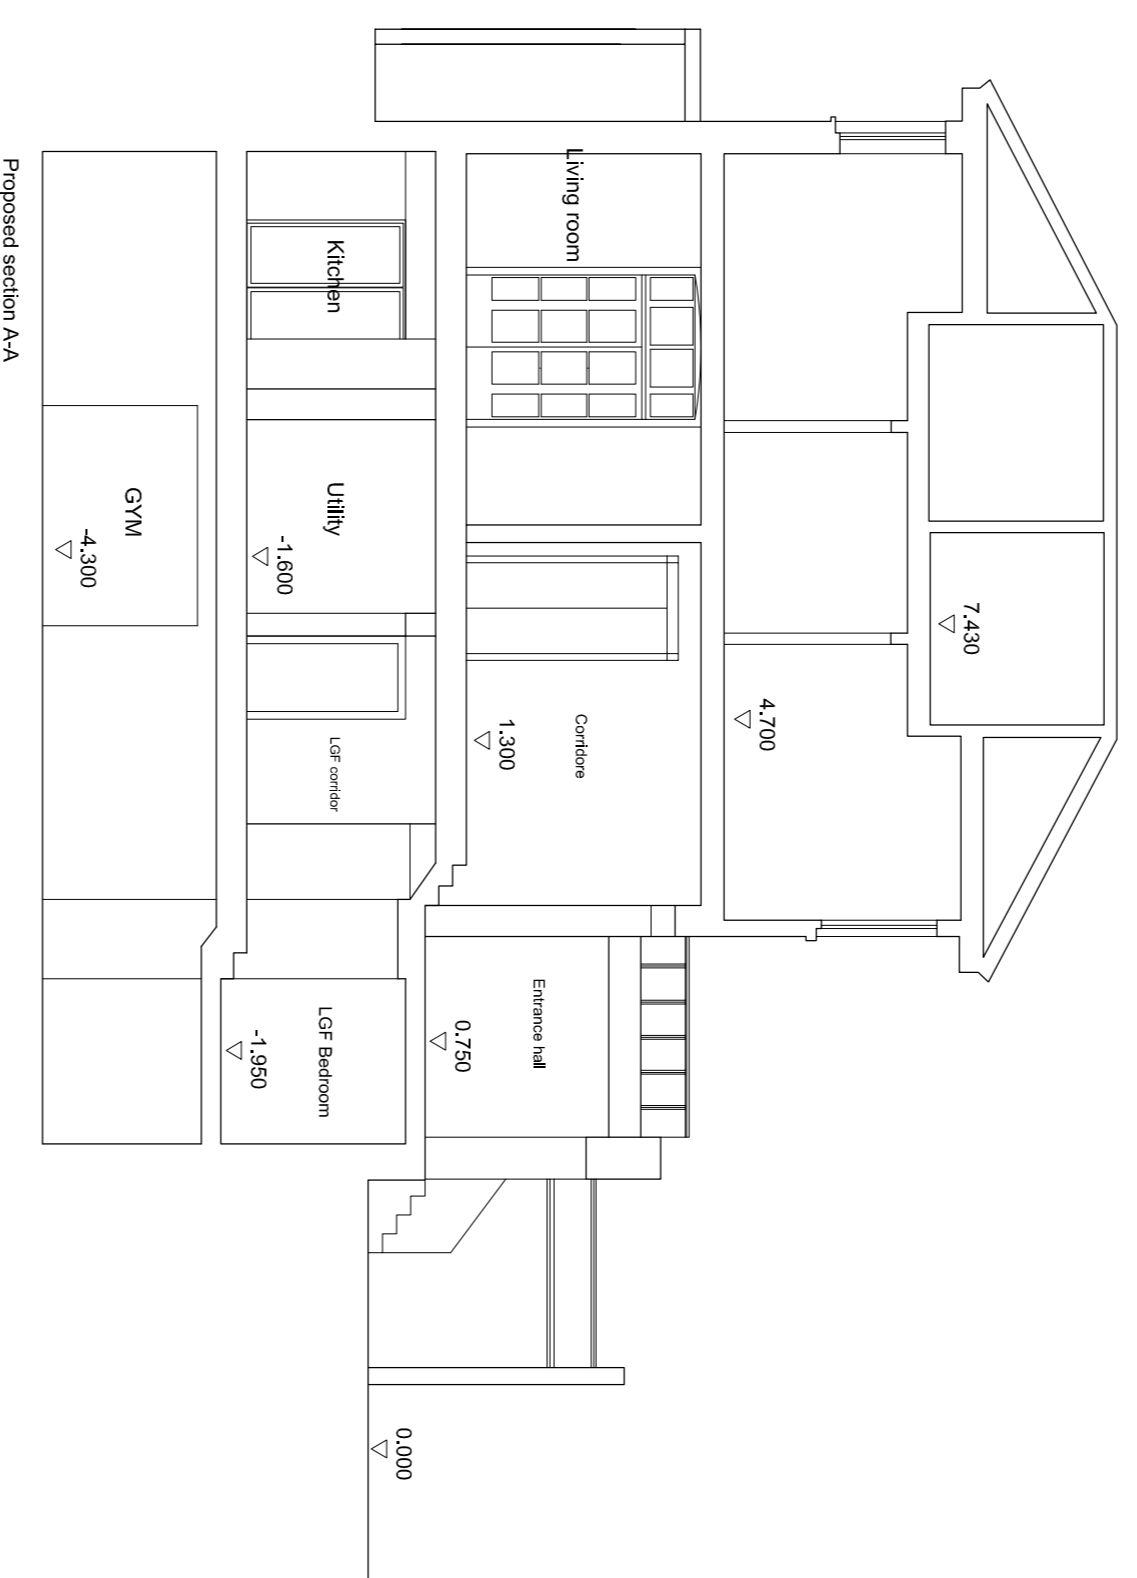 7.430
4.700
Living room
Corridore
1.300
Entrance hall
0.750
0.000
Kitchen
Utility
-1.600
LGF corridor
LGF Bedroom
-1.950
GYM
-4.300
Proposed section A-A